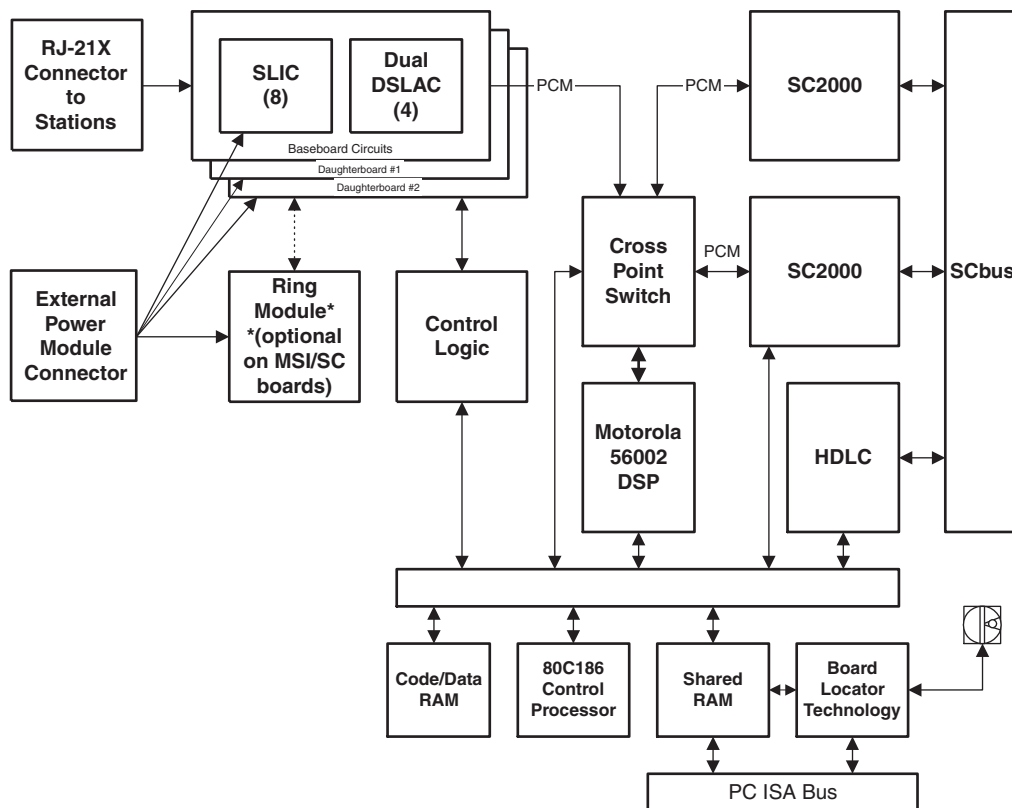 RJ-21X
Connector
to
Stations
SLIC
(8)
Dual
DSLAC
(4)
Baseboard Circuits
Daughterboard #1
Daughterboard #2
PCM
PCM
SC2000
SCbus
External
Power
Module
Connector
Ring
Module*
*(optional
on MSI/SC
boards)
Control
Logic
Cross
Point
Switch
PCM
SC2000
Motorola
56002
DSP
HDLC
Code/Data
RAM
80C186
Control
Processor
Shared
RAM
Board
Locator
Technology
PC ISA Bus